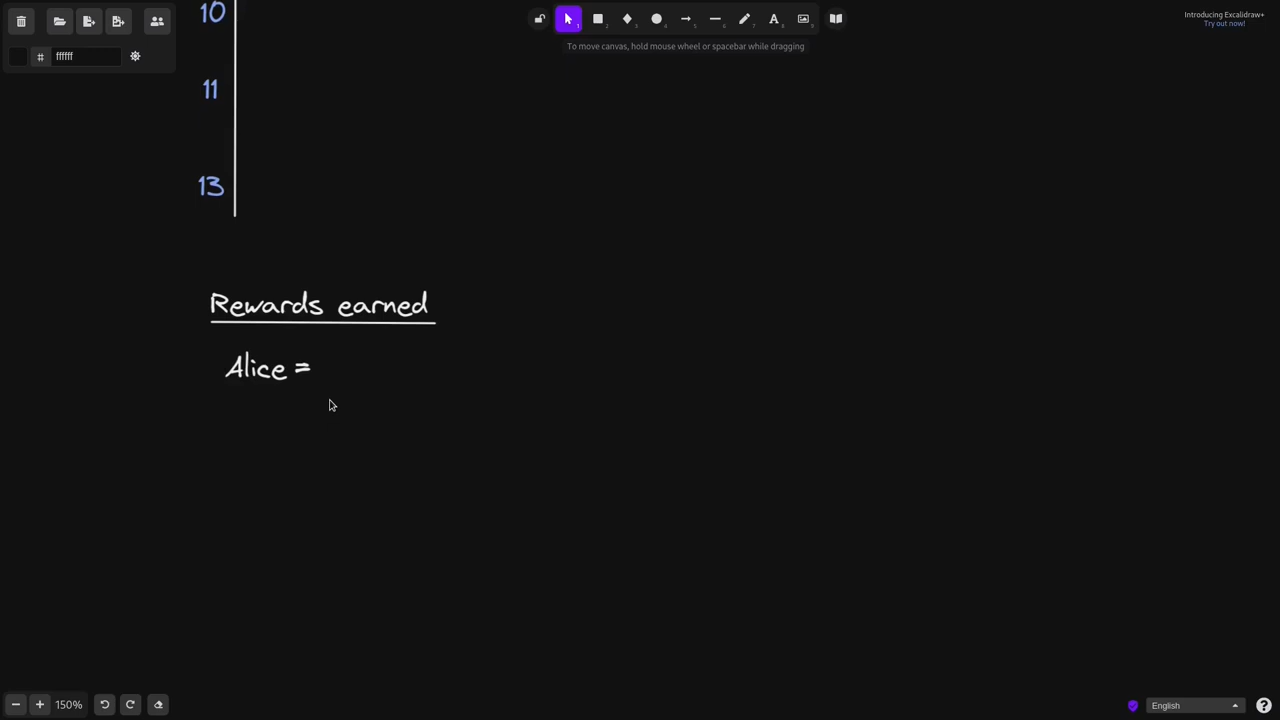 10
Introducing Excalidraw+
Try out now!
# ffffff
To move canvas, hold mouse wheel or spacebar while dragging
11
13
Rewards earned
Alice =
150%
English